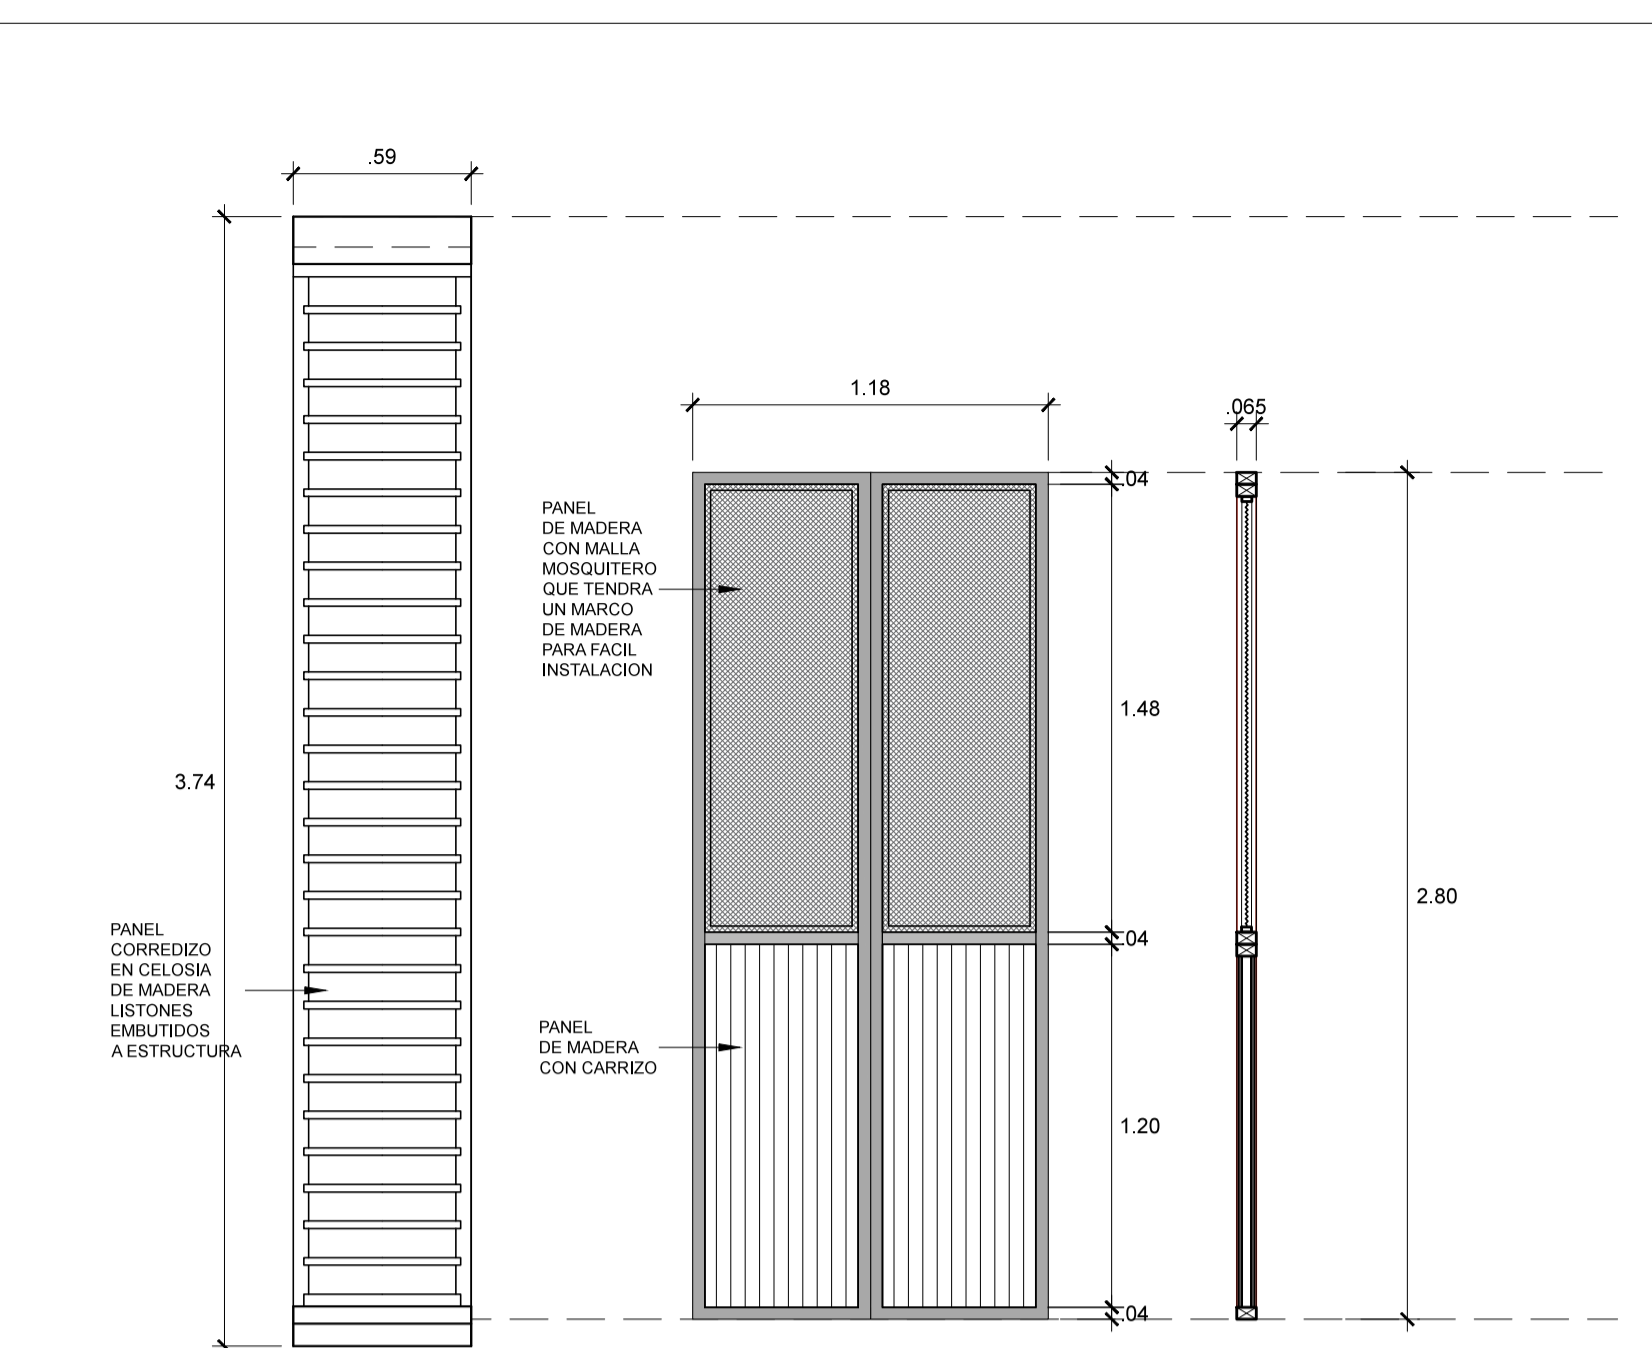 .59
1.18
.065
.04
PANEL
DE MADERA
CON MALLA
MOSQUITERO
QUE TENDRA
UN MARCO
DE MADERA
PARA FACIL
INSTALACION
1.48
3.74
2.80
PANEL
CORREDIZO
EN CELOSIA
DE MADERA
LISTONES
EMBUTIDOS
A ESTRUCTURA
.04
PANEL
DE MADERA
CON CARRIZO
1.20
.04